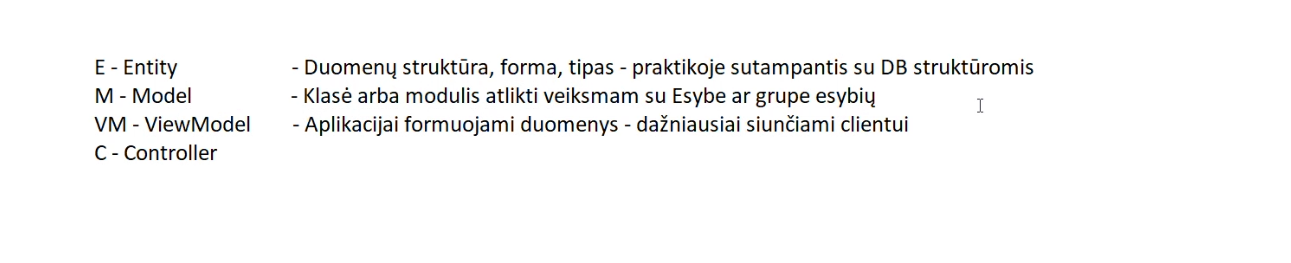 E - Entity - Duomenų struktūra, forma, tipas - praktikoje sutampantis su DB struktūromis
M - Model - Klasė arba modulis atlikti veiksmam su Esybe ar grupe esybių
VM - ViewModel - Aplikacijai formuojami duomenys - dažniausiai siunčiami clientui
C - Controller